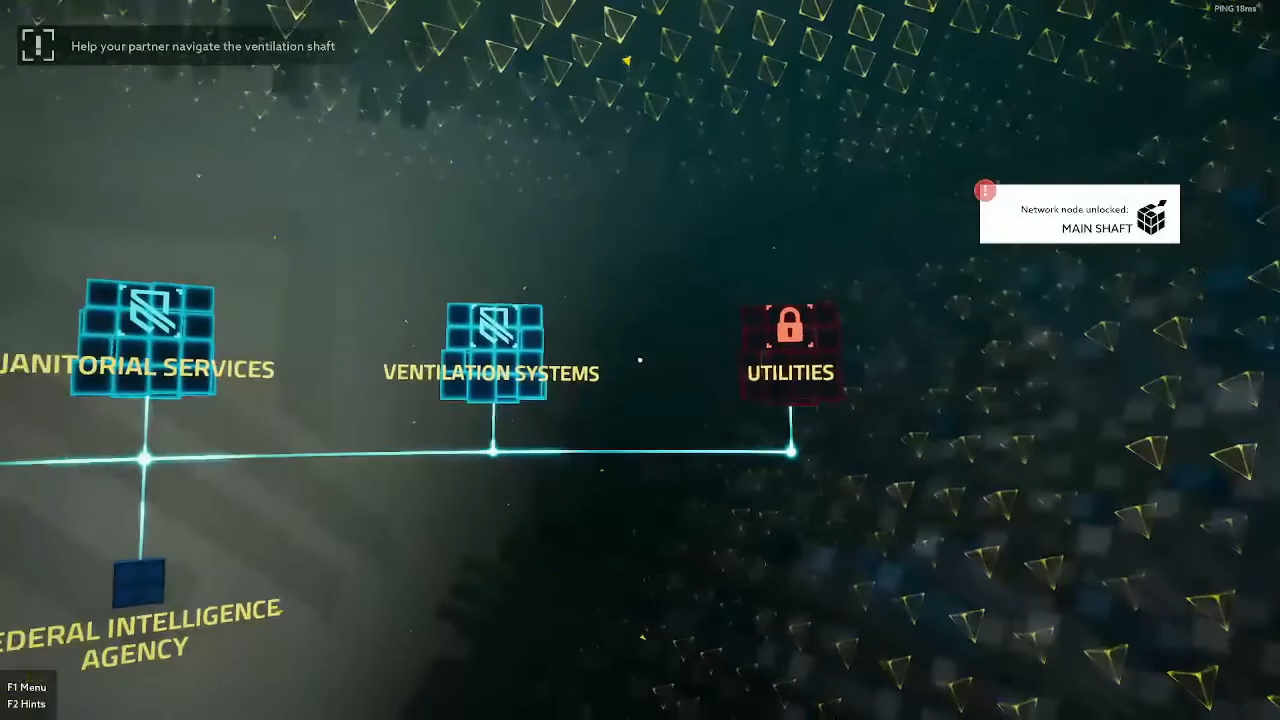 PING 18ms
Help your partner navigate the ventilation shaft
Network node unlocked:
MAIN SHAFT
JANITORIAL SERVICES
VENTILATION SYSTEMS
UTILITIES
EDERAL INTELLIGENCE
AGENCY
F1 Menu
F2 Hints